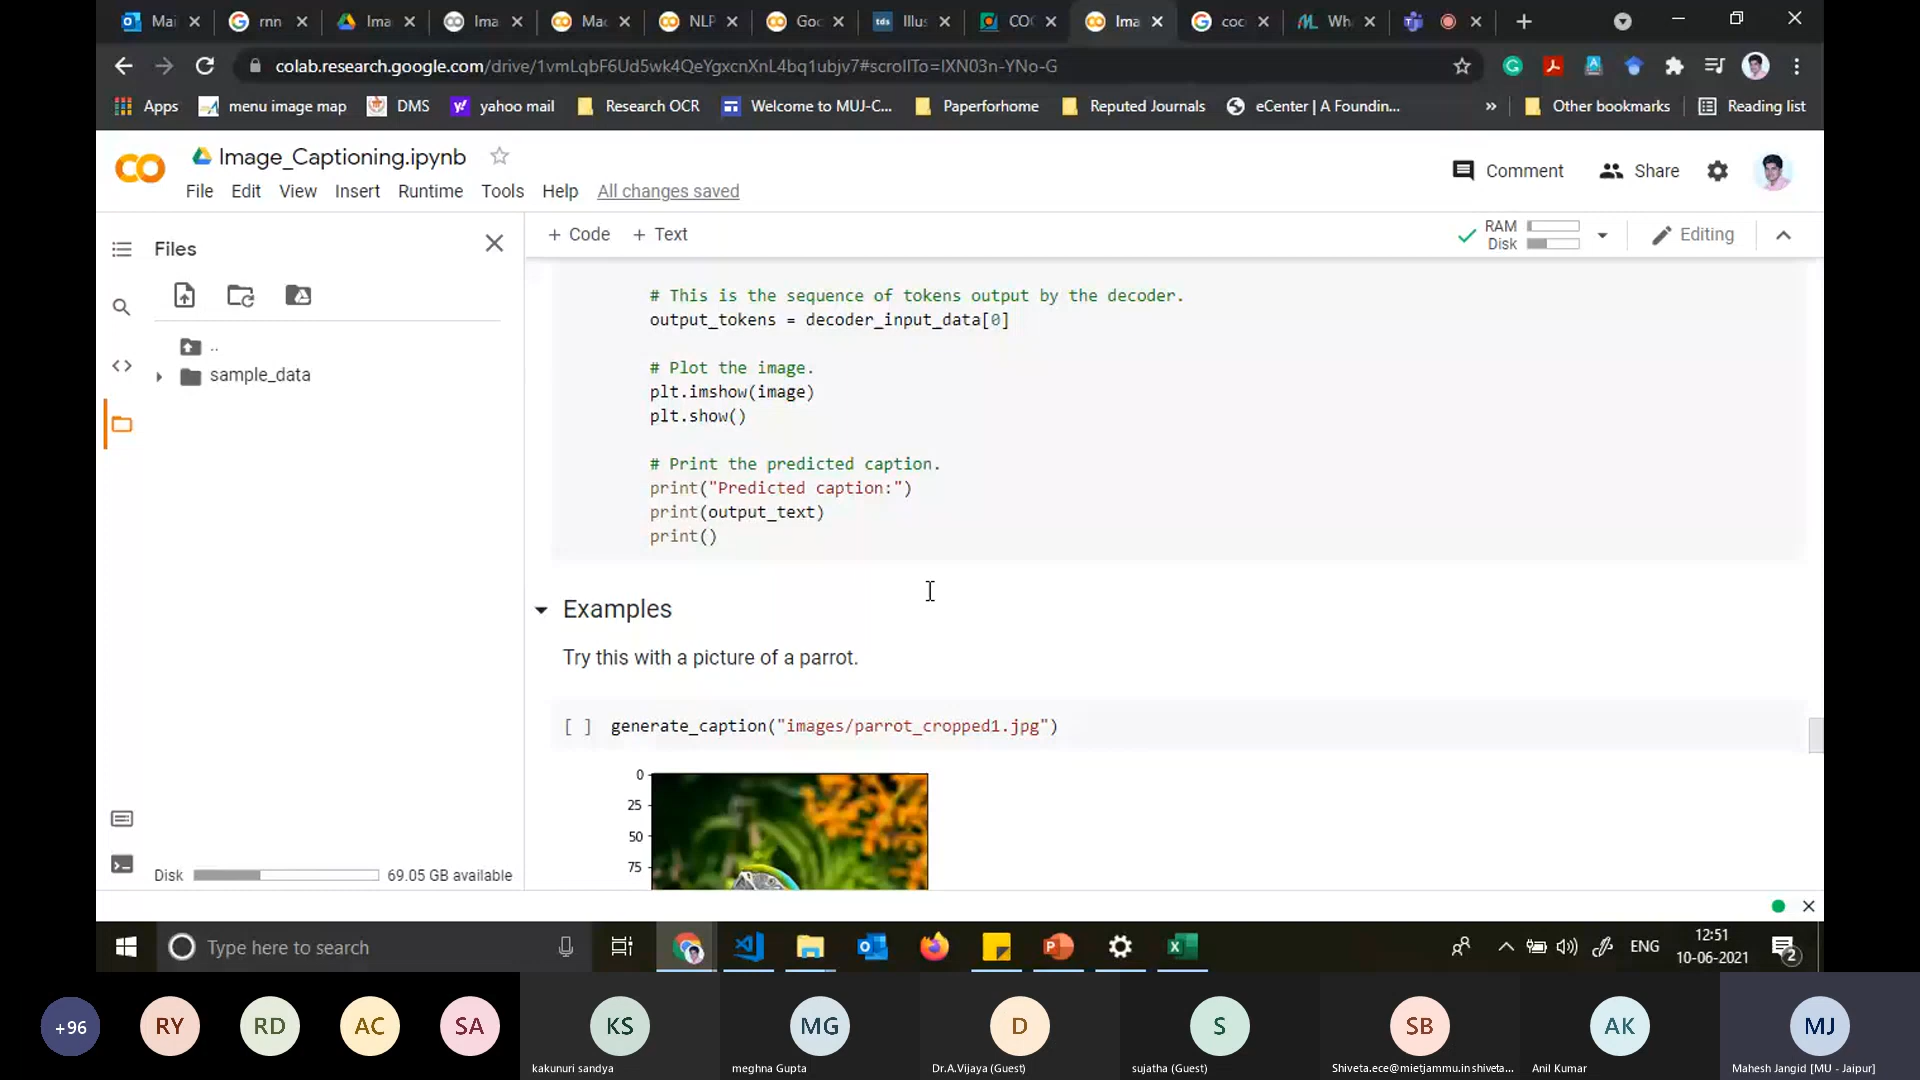 Mai
rnn
Ima
Ima
Mac
NLP
Goo
tds Illus
COC
Ima
coc
Wh
colab.research.google.com/drive/1vmLqbF6Ud5wk4QeYgxcnXnL4bq1ubjv7#scrollTo=IXN03n-YNo-G
Apps
menu image map
DMS
yahoo mail
Research OCR
Welcome to MUJ-C...
Paperforhome
Reputed Journals
eCenter | A Foundin...
»
Other bookmarks
Reading list
Image_Captioning.ipynb
File Edit View Insert Runtime Tools Help All changes saved
Comment
Share
Files
+ Code + Text
RAM
Disk
Editing
..
sample_data
# This is the sequence of tokens output by the decoder.
output_tokens = decoder_input_data[0]
# Plot the image.
plt.imshow(image)
plt.show()
# Print the predicted caption.
print("Predicted caption:")
print(output_text)
print()
Examples
Try this with a picture of a parrot.
[ ] generate_caption("images/parrot_cropped1.jpg")
0
25
50
75
Disk 69.05 GB available
Type here to search
ENG
12:51
10-06-2021
2
+96
RY
RD
AC
SA
KS
kakunuri sandya
MG
meghna Gupta
D
Dr.A.Vijaya (Guest)
S
sujatha (Guest)
SB
Shiveta.ece@mietjammu.inshiveta...
AK
Anil Kumar
MJ
Mahesh Jangid [MU - Jaipur]